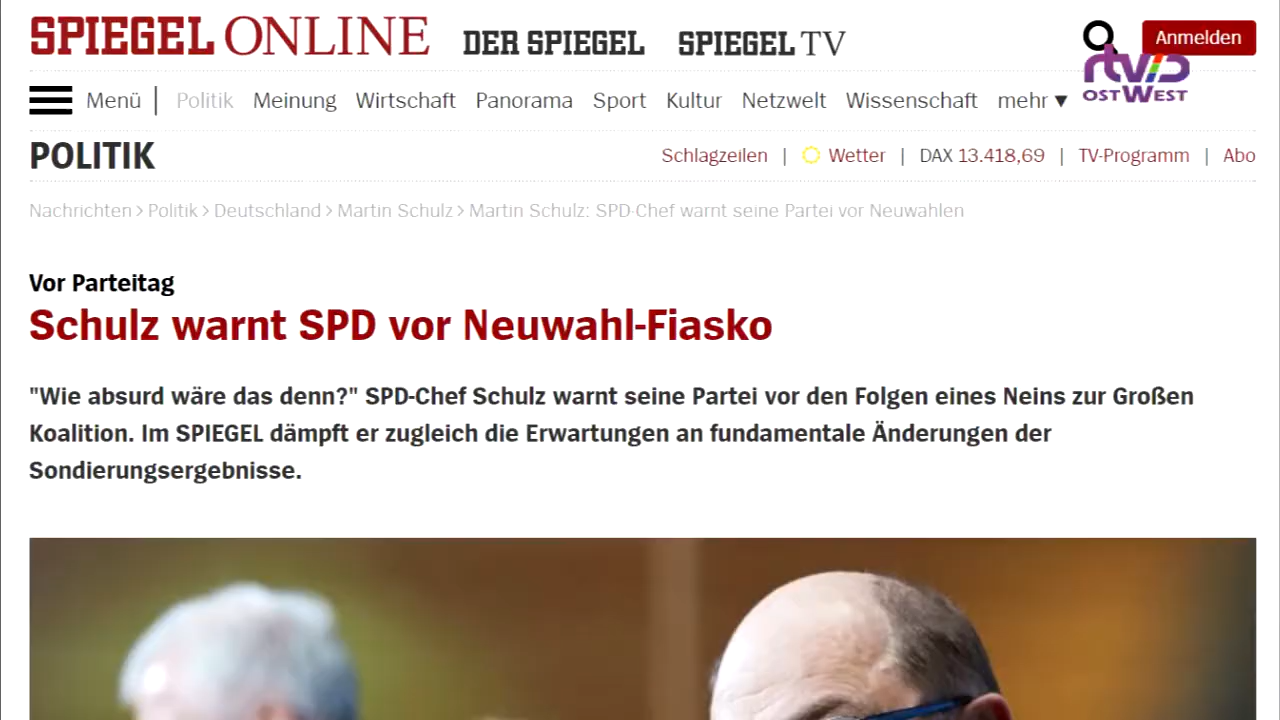 SPIEGEL ONLINE DER SPIEGEL SPIEGEL TV Anmelden
rtvd OSTWEST
Menü Politik Meinung Wirtschaft Panorama Sport Kultur Netzwelt Wissenschaft mehr ▼
POLITIK Schlagzeilen | Wetter | DAX 13.418,69 | TV-Programm | Abo
Nachrichten > Politik > Deutschland > Martin Schulz > Martin Schulz: SPD-Chef warnt seine Partei vor Neuwahlen
Vor Parteitag
Schulz warnt SPD vor Neuwahl-Fiasko
"Wie absurd wäre das denn?" SPD-Chef Schulz warnt seine Partei vor den Folgen eines Neins zur Großen
Koalition. Im SPIEGEL dämpft er zugleich die Erwartungen an fundamentale Änderungen der
Sondierungsergebnisse.